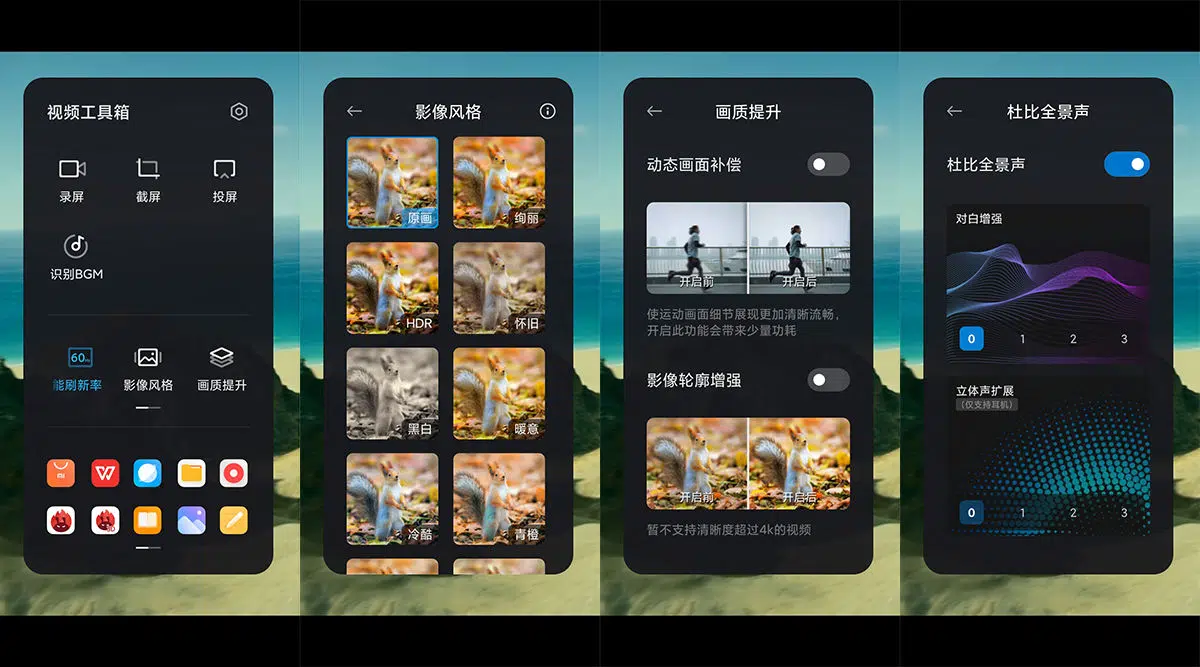 视频工具箱
录屏
截屏
投屏
识别BGM
60Hz
能刷新率
影像风格
画质提升
影像风格
原画
绚丽
HDR
怀旧
黑白
暖意
冷酷
青橙
画质提升
动态画面补偿
开启前
开启后
使运动画面细节展现更加清晰流畅，
开启此功能会带来少量功耗
影像轮廓增强
开启前
开启后
暂不支持清晰度超过4k的视频
杜比全景声
杜比全景声
对白增强
0 1 2 3
立体声扩展
（仅支持耳机）
0 1 2 3